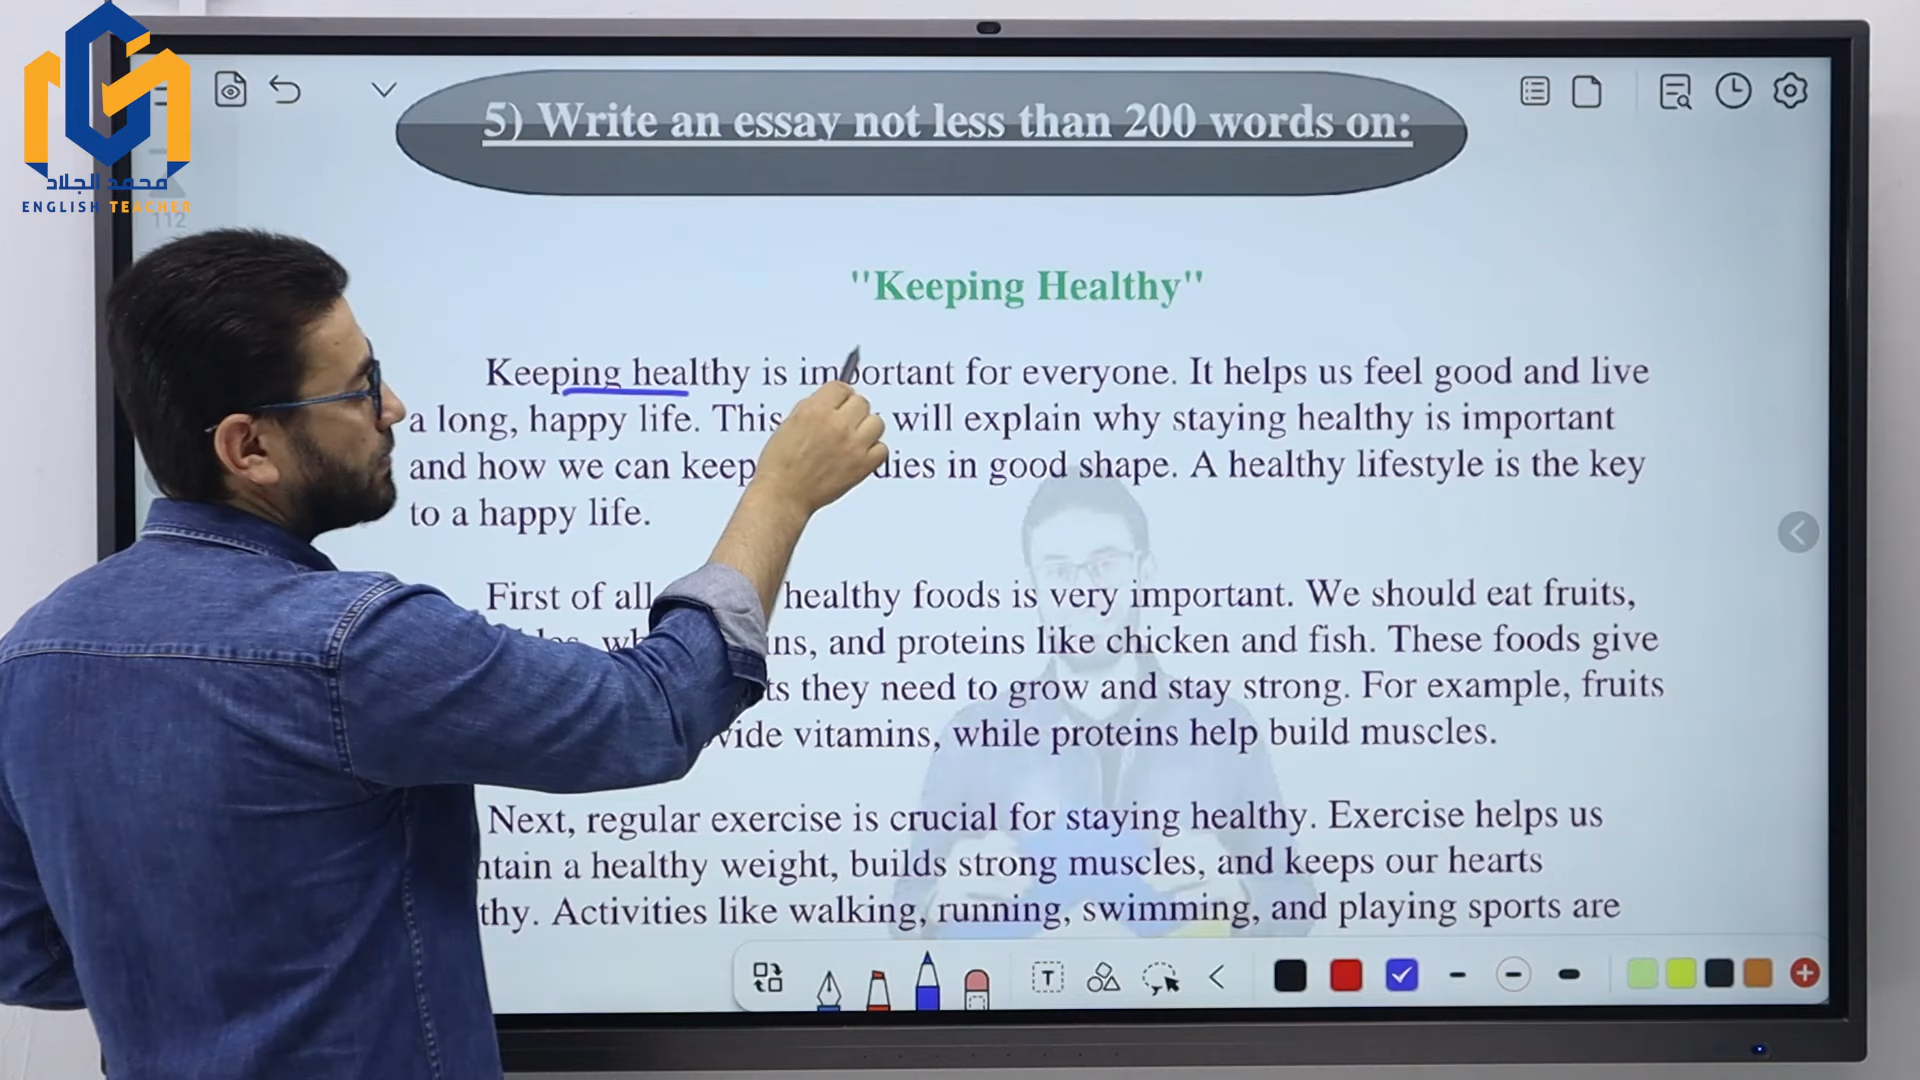 محمد الجلاد
ENGLISH TEACHER
112
5) Write an essay not less than 200 words on:
"Keeping Healthy"
Keeping healthy is important for everyone. It helps us feel good and live
a long, happy life. This will explain why staying healthy is important
and how we can keep in good shape. A healthy lifestyle is the key
to a happy life.
First of all healthy foods is very important. We should eat fruits,
and proteins like chicken and fish. These foods give
they need to grow and stay strong. For example, fruits
vitamins, while proteins help build muscles.
Next, regular exercise is crucial for staying healthy. Exercise helps us
a healthy weight, builds strong muscles, and keeps our hearts
Activities like walking, running, swimming, and playing sports are
T